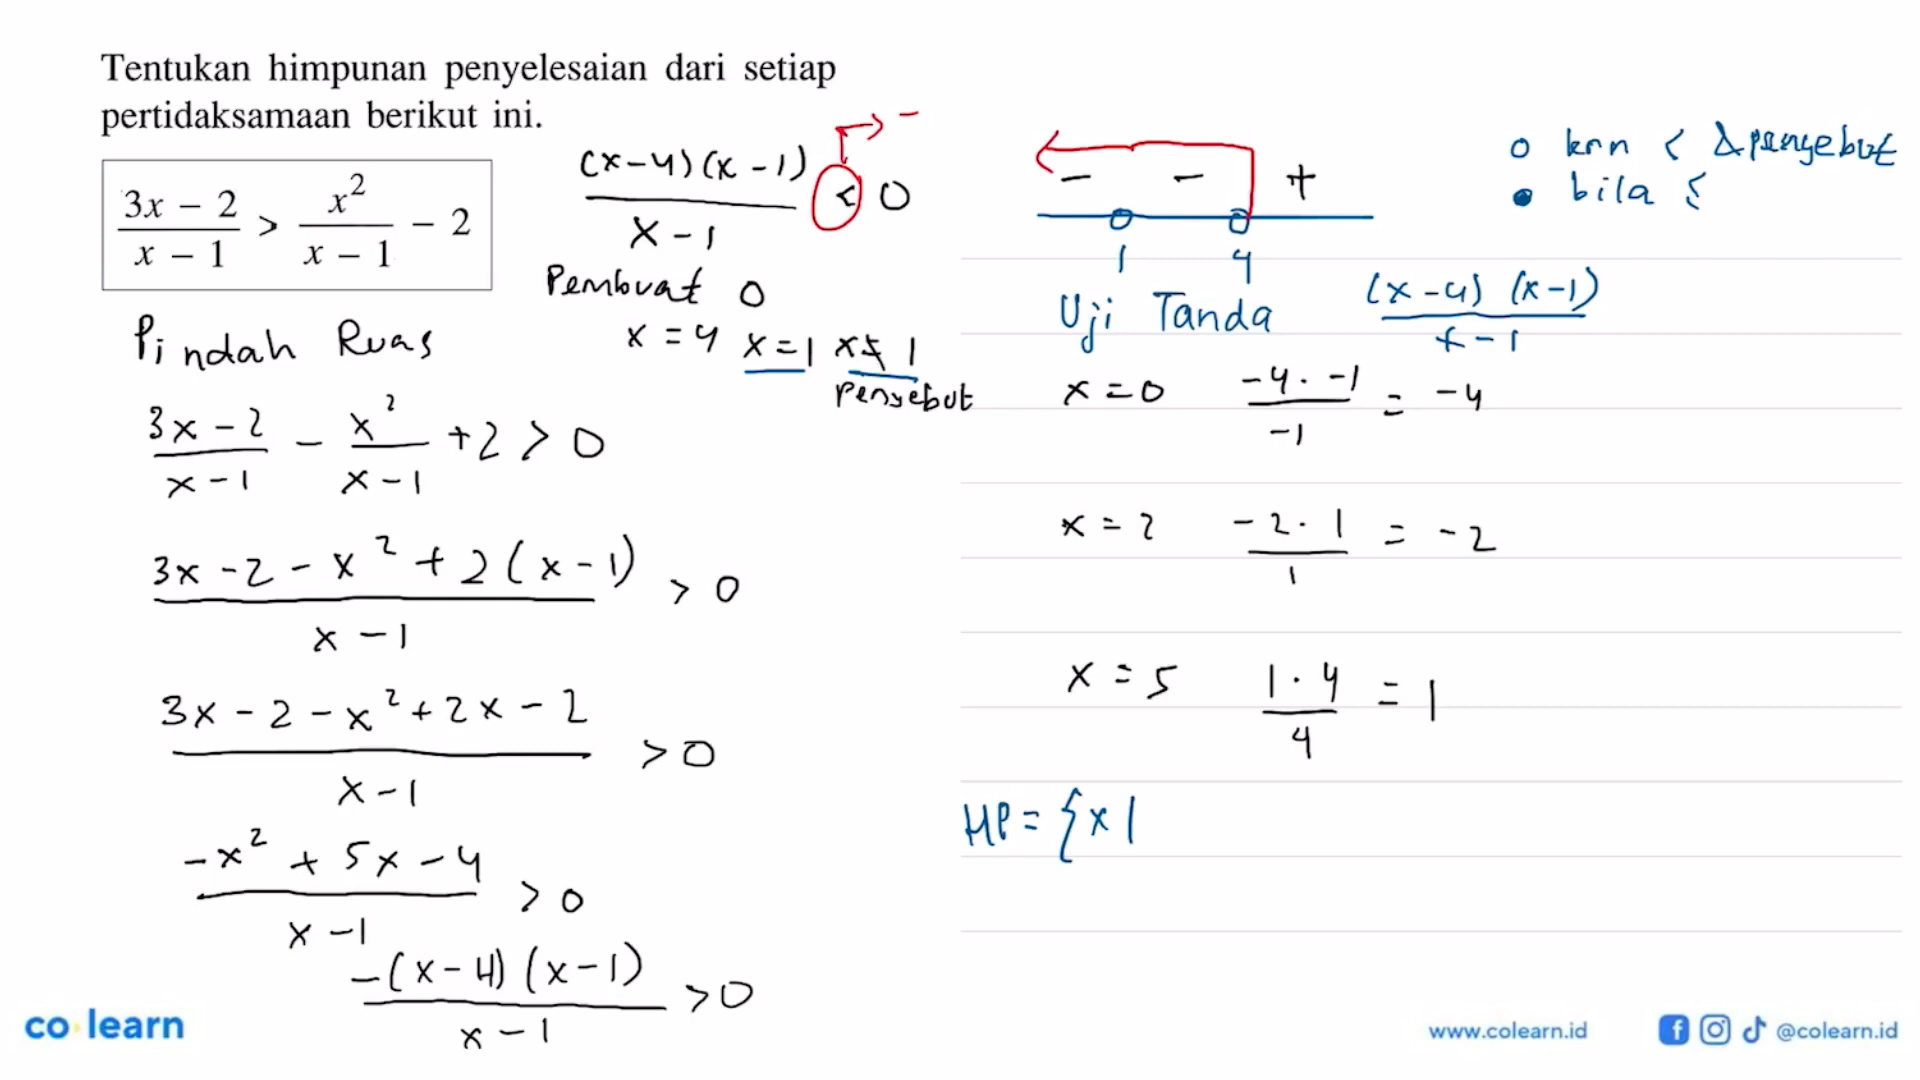 Tentukan himpunan penyelesaian dari setiap
pertidaksamaan berikut ini.
(3x - 2)/(x - 1) > x²/(x - 1) - 2
Pindah Ruas
(3x - 2)/(x - 1) - x²/(x - 1) + 2 > 0
(3x - 2 - x² + 2(x - 1))/(x - 1) > 0
(3x - 2 - x² + 2x - 2)/(x - 1) > 0
(-x² + 5x - 4)/(x - 1) > 0
(-(x - 4)(x - 1))/(x - 1) > 0
((x - 4)(x - 1))/(x - 1) < 0
→ -
Pembuat 0
x = 4 x = 1 x ≠ 1
penyebut
- - +
1 4
○ krn < & penyebut
● bila ≤
Uji Tanda ((x - 4)(x - 1))/(x - 1)
x = 0 (-4 · -1)/(-1) = -4
x = 2 (-2 · 1)/1 = -2
x = 5 (1 · 4)/4 = 1
HP = {x |
co learn
www.colearn.id @colearn.id